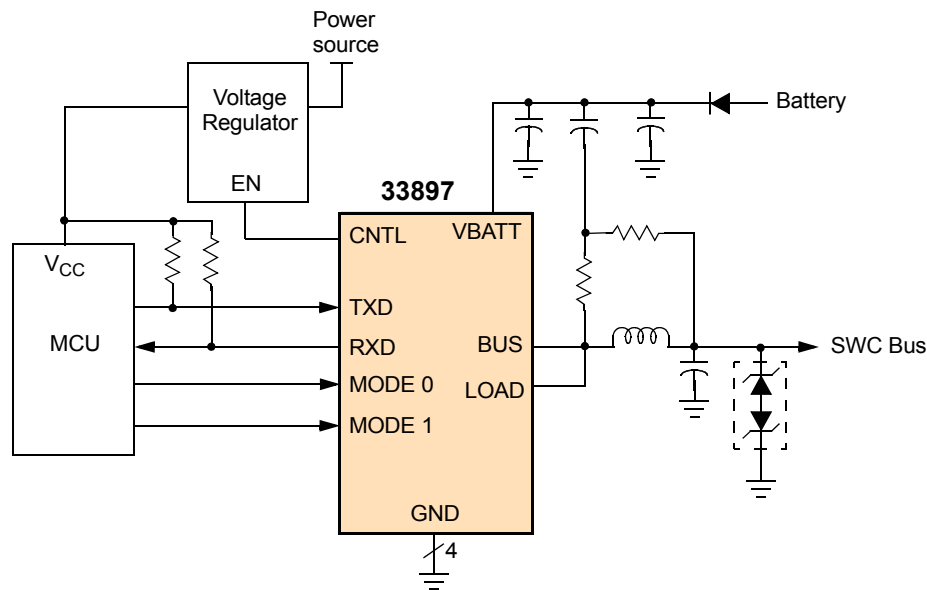 Power
source
Voltage
Regulator
EN
Battery
33897
CNTL
VBATT
VCC
MCU
TXD
RXD
MODE 0
MODE 1
BUS
LOAD
SWC Bus
GND
4